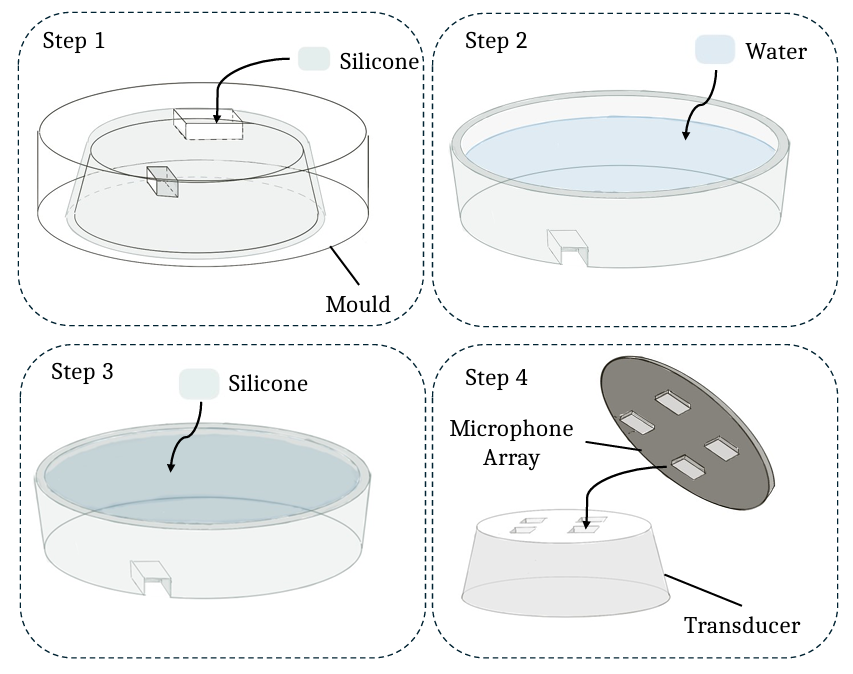 Step 1
Silicone
Mould
Step 2
Water
Step 3
Silicone
Step 4
Microphone
Array
Transducer